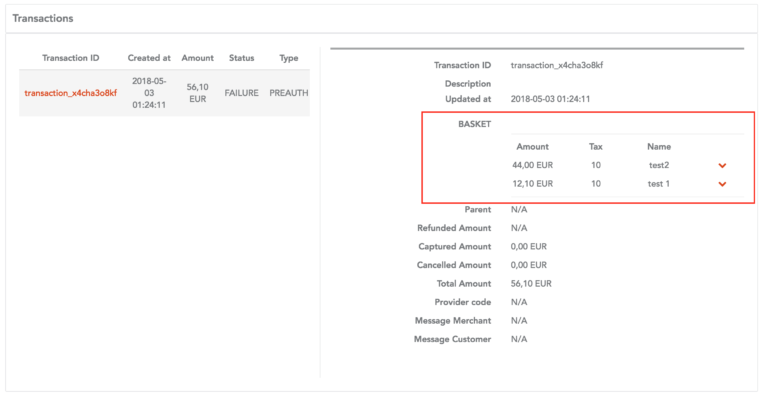 Transactions
Transaction ID Created at Amount Status Type
transaction_x4cha3o8kf 2018-05-03 01:24:11 56,10 EUR FAILURE PREAUTH
Transaction ID transaction_x4cha3o8kf
Description
Updated at 2018-05-03 01:24:11
BASKET
Amount Tax Name
44,00 EUR 10 test2
12,10 EUR 10 test 1
Parent N/A
Refunded Amount N/A
Captured Amount 0,00 EUR
Cancelled Amount 0,00 EUR
Total Amount 56,10 EUR
Provider code N/A
Message Merchant N/A
Message Customer N/A